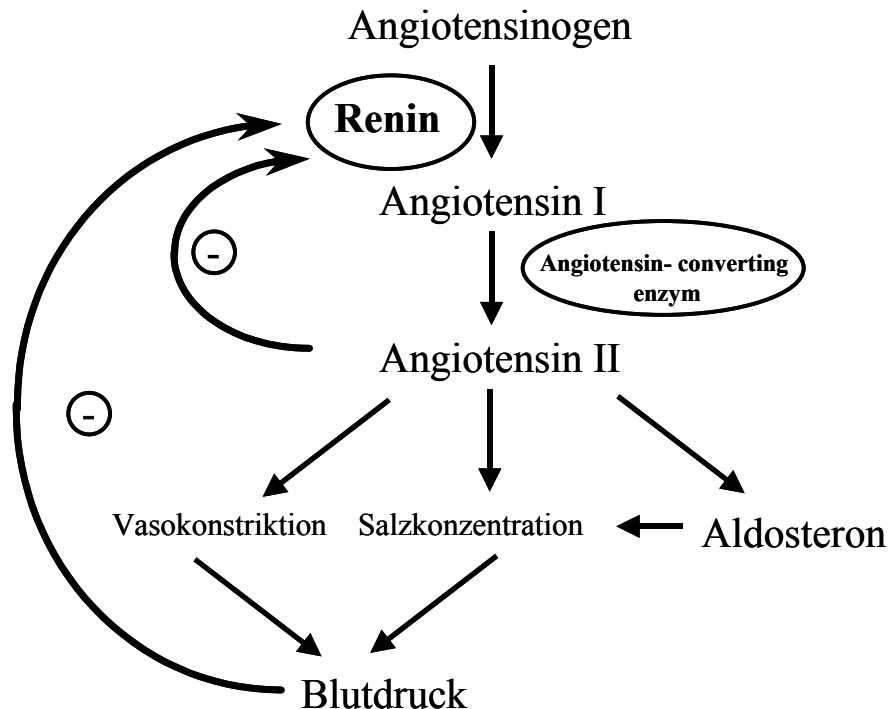 Angiotensinogen
Renin
Angiotensin I
Angiotensin- converting
enzym
-
Angiotensin II
-
Vasokonstriktion
Salzkonzentration
Aldosteron
Blutdruck